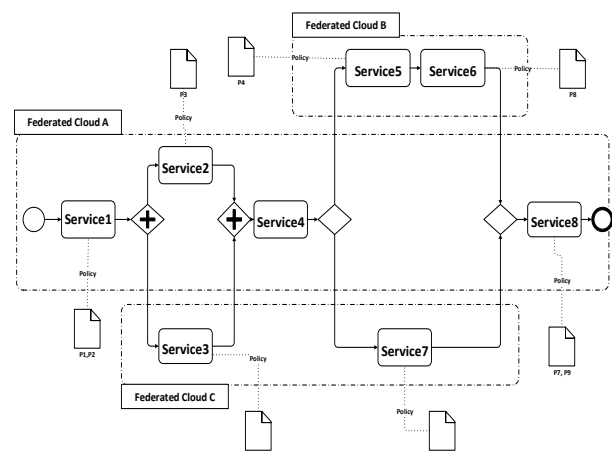 Federated Cloud B
Policy
P4
Service5
Service6
Policy
P8
P3
Policy
Federated Cloud A
Service2
Service1
Service4
Service8
Policy
P1,P2
Policy
P7, P9
Service3
Policy
Service7
Policy
Federated Cloud C